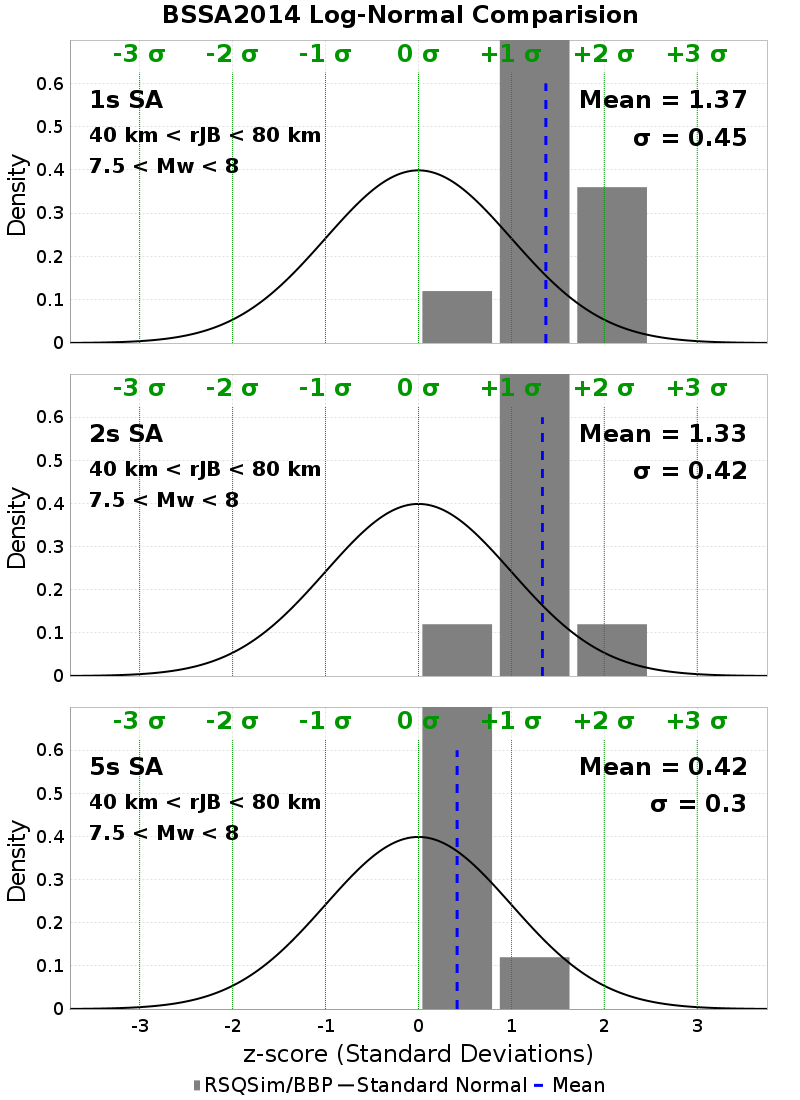 BSSA2014 Log-Normal Comparision
-3 σ -2 σ -1 σ 0 σ +1 σ +2 σ +3 σ
1s SA
Mean = 1.37
40 km < rJB < 80 km
σ = 0.45
7.5 < Mw < 8
Density
0.6
0.5
0.4
0.3
0.2
0.1
0
-3 σ -2 σ -1 σ 0 σ +1 σ +2 σ +3 σ
2s SA
Mean = 1.33
40 km < rJB < 80 km
σ = 0.42
7.5 < Mw < 8
Density
0.6
0.5
0.4
0.3
0.2
0.1
0
-3 σ -2 σ -1 σ 0 σ +1 σ +2 σ +3 σ
5s SA
Mean = 0.42
40 km < rJB < 80 km
σ = 0.3
7.5 < Mw < 8
Density
0.6
0.5
0.4
0.3
0.2
0.1
0
-3 -2 -1 0 1 2 3
z-score (Standard Deviations)
RSQSim/BBP Standard Normal Mean